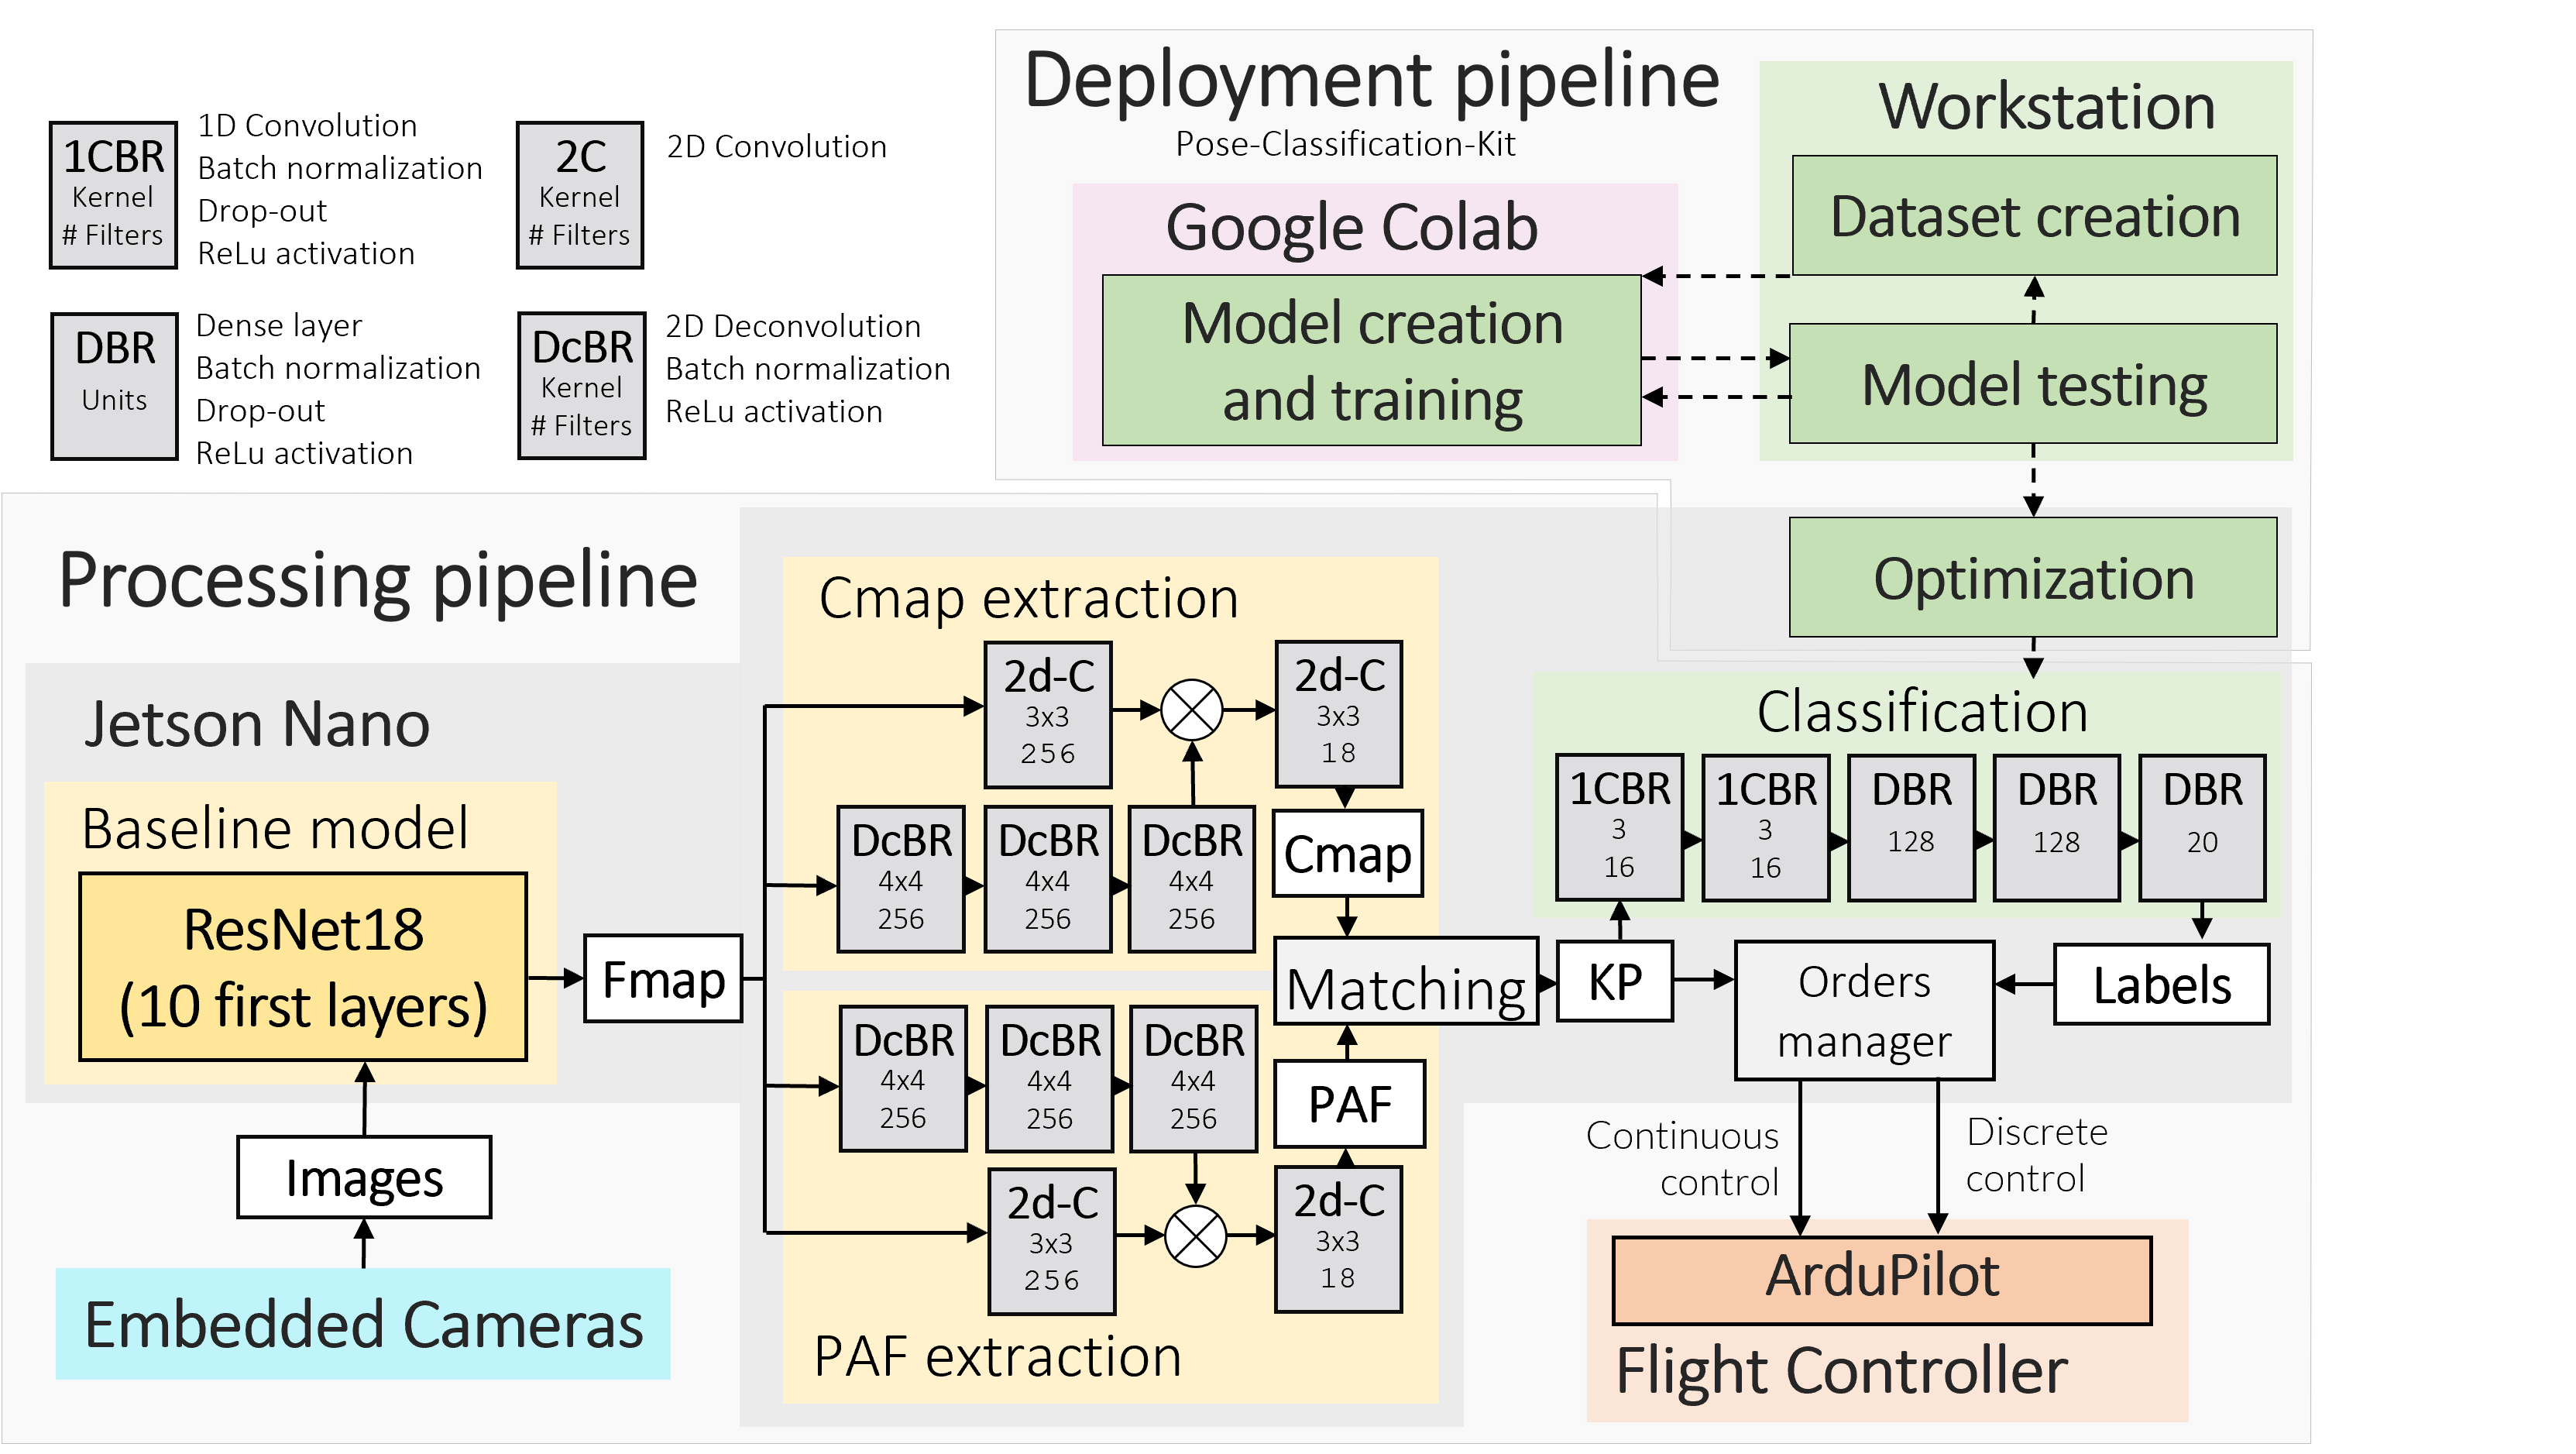 1CBR
Kernel
# Filters
1D Convolution
Batch normalization
Drop-out
ReLu activation
2C
Kernel
# Filters
2D Convolution
DBR
Units
Dense layer
Batch normalization
Drop-out
ReLu activation
DcBR
Kernel
# Filters
2D Deconvolution
Batch normalization
ReLu activation
Deployment pipeline
Pose-Classification-Kit
Google Colab
Model creation
and training
Workstation
Dataset creation
Model testing
Optimization
Processing pipeline
Jetson Nano
Baseline model
ResNet18
(10 first layers)
Images
Embedded Cameras
Fmap
Cmap extraction
2d-C
3x3
256
2d-C
3x3
18
DcBR
4x4
256
DcBR
4x4
256
DcBR
4x4
256
Cmap
Matching
DcBR
4x4
256
DcBR
4x4
256
DcBR
4x4
256
PAF
2d-C
3x3
256
2d-C
3x3
18
PAF extraction
Classification
1CBR
3
16
1CBR
3
16
DBR
128
DBR
128
DBR
20
KP
Orders
manager
Labels
Continuous
control
Discrete
control
ArduPilot
Flight Controller